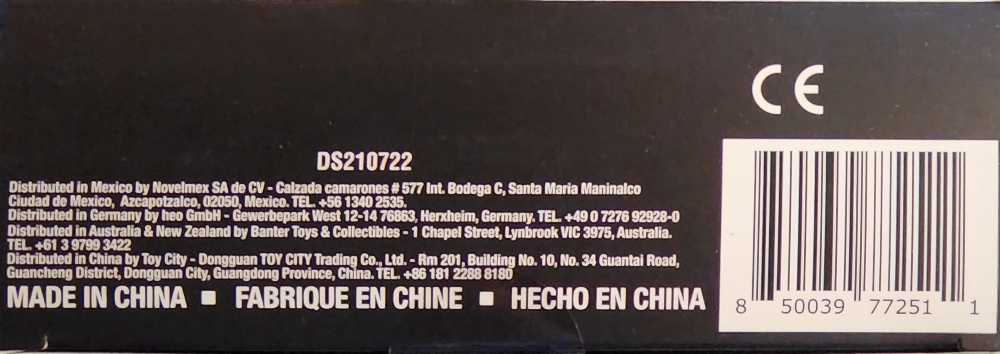 CE
DS210722
Distributed in Mexico by Novelmex SA de CV - Calzada camarones # 577 Int. Bodega C, Santa Maria Maninalco
Ciudad de Mexico, Azcapotzalco, 02050, Mexico. TEL. +56 1340 2535.
Distributed in Germany by heo GmbH - Gewerbepark West 12-14 76863, Herxheim, Germany. TEL. +49 0 7276 92928-0
Distributed in Australia & New Zealand by Banter Toys & Collectibles - 1 Chapel Street, Lynbrook VIC 3975, Australia.
TEL. +61 3 9799 3422
Distributed in China by Toy City - Dongguan TOY CITY Trading Co., Ltd. - Rm 201, Building No. 10, No. 34 Guantai Road,
Guancheng District, Dongguan City, Guangdong Province, China. TEL. +86 181 2288 8180
MADE IN CHINA ■ FABRIQUE EN CHINE ■ HECHO EN CHINA
8 50039 77251 1